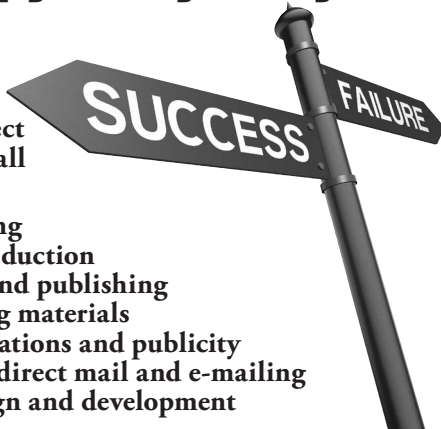 SUCCESS
FAILURE
ect
all
ng
duction
nd publishing
g materials
ations and publicity
direct mail and e-mailing
gn and development